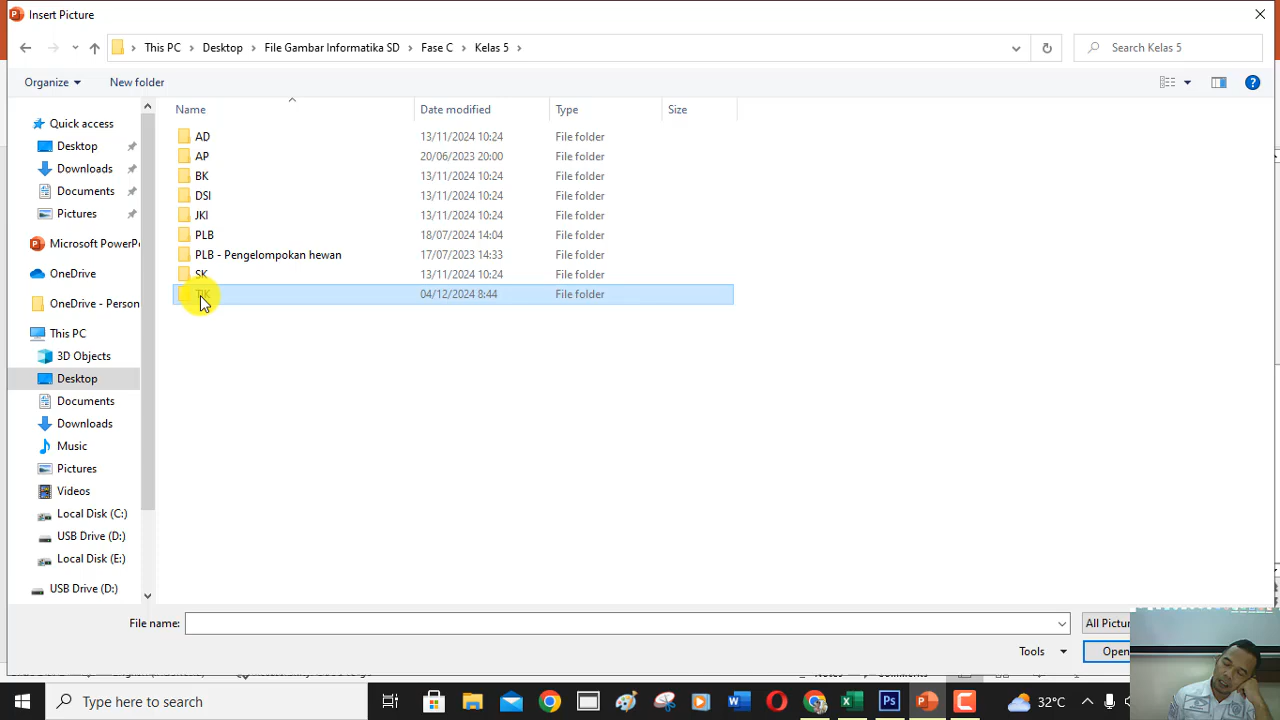 Insert Picture
This PC > Desktop > File Gambar Informatika SD > Fase C > Kelas 5 >
Search Kelas 5
Organize
New folder
Name
Date modified
Type
Size
Quick access
Desktop
Downloads
Documents
Pictures
Microsoft PowerP
OneDrive
OneDrive - Person
This PC
3D Objects
Desktop
Documents
Downloads
Music
Pictures
Videos
Local Disk (C:)
USB Drive (D:)
Local Disk (E:)
USB Drive (D:)
AD 13/11/2024 10:24 File folder
AP 20/06/2023 20:00 File folder
BK 13/11/2024 10:24 File folder
DSI 13/11/2024 10:24 File folder
JKI 13/11/2024 10:24 File folder
PLB 18/07/2024 14:04 File folder
PLB - Pengelompokan hewan 17/07/2023 14:33 File folder
SK 13/11/2024 10:24 File folder
TIK 04/12/2024 8:44 File folder
File name:
All Pictur
Tools
Open
Type here to search
32°C